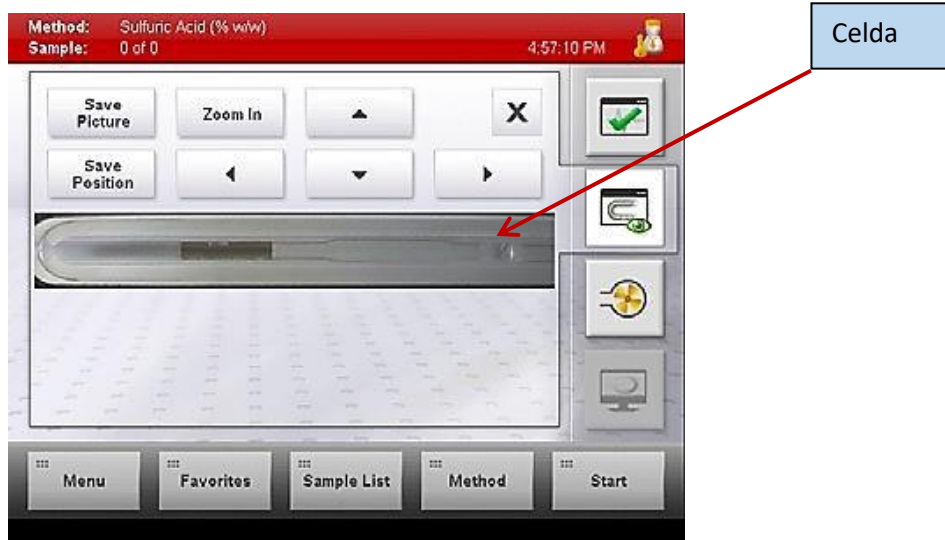 Method: Sulfuric Acid (% w/w)
Sample: 0 of 0
4:57:10 PM
Celda
Save
Picture
Zoom In
X
Save
Position
Menu
Favorites
Sample List
Method
Start